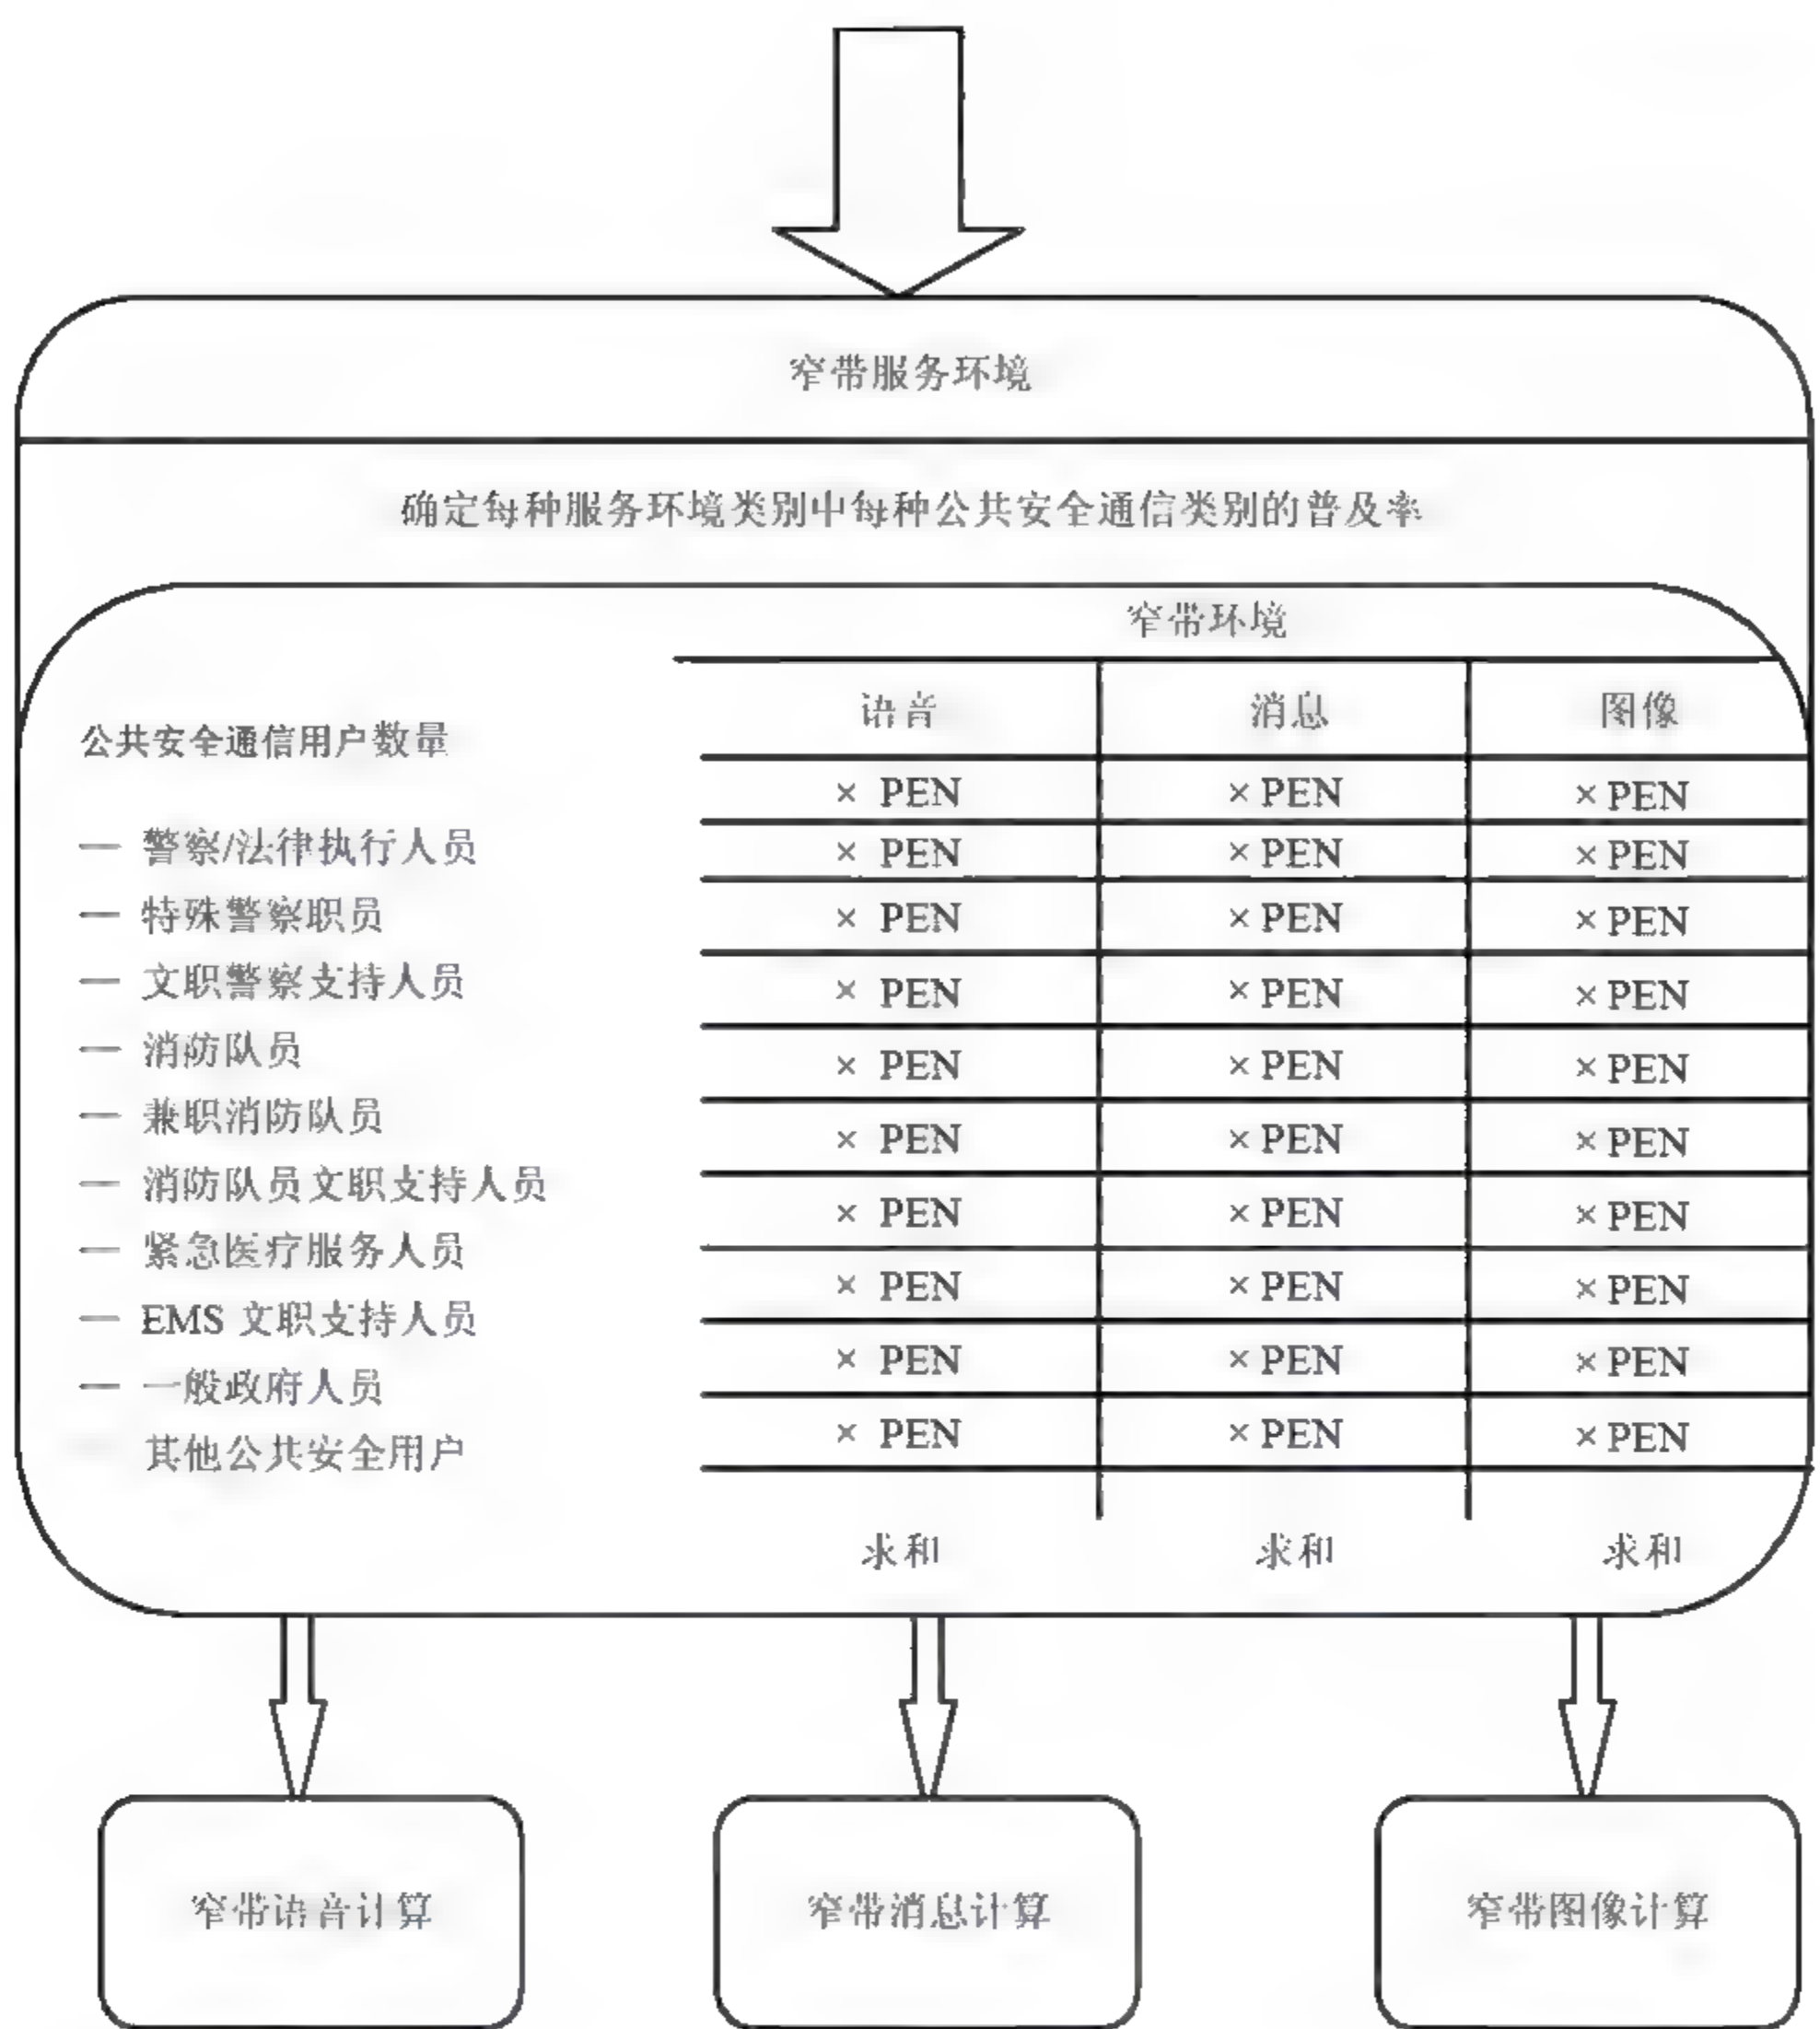 窄带服务环境
确定每种服务环境类别中每种公共安全通信类别的普及率
窄带环境
语音 消息 图像
公共安全通信用户数量
× PEN × PEN × PEN
— 警察/法律执行人员
× PEN × PEN × PEN
— 特殊警察职员
× PEN × PEN × PEN
— 文职警察支持人员
× PEN × PEN × PEN
— 消防队员
× PEN × PEN × PEN
— 兼职消防队员
× PEN × PEN × PEN
— 消防队员文职支持人员
× PEN × PEN × PEN
— 紧急医疗服务人员
× PEN × PEN × PEN
— EMS 文职支持人员
× PEN × PEN × PEN
— 一般政府人员
× PEN × PEN × PEN
其他公共安全用户
求和 求和 求和
窄带语音计算 窄带消息计算 窄带图像计算